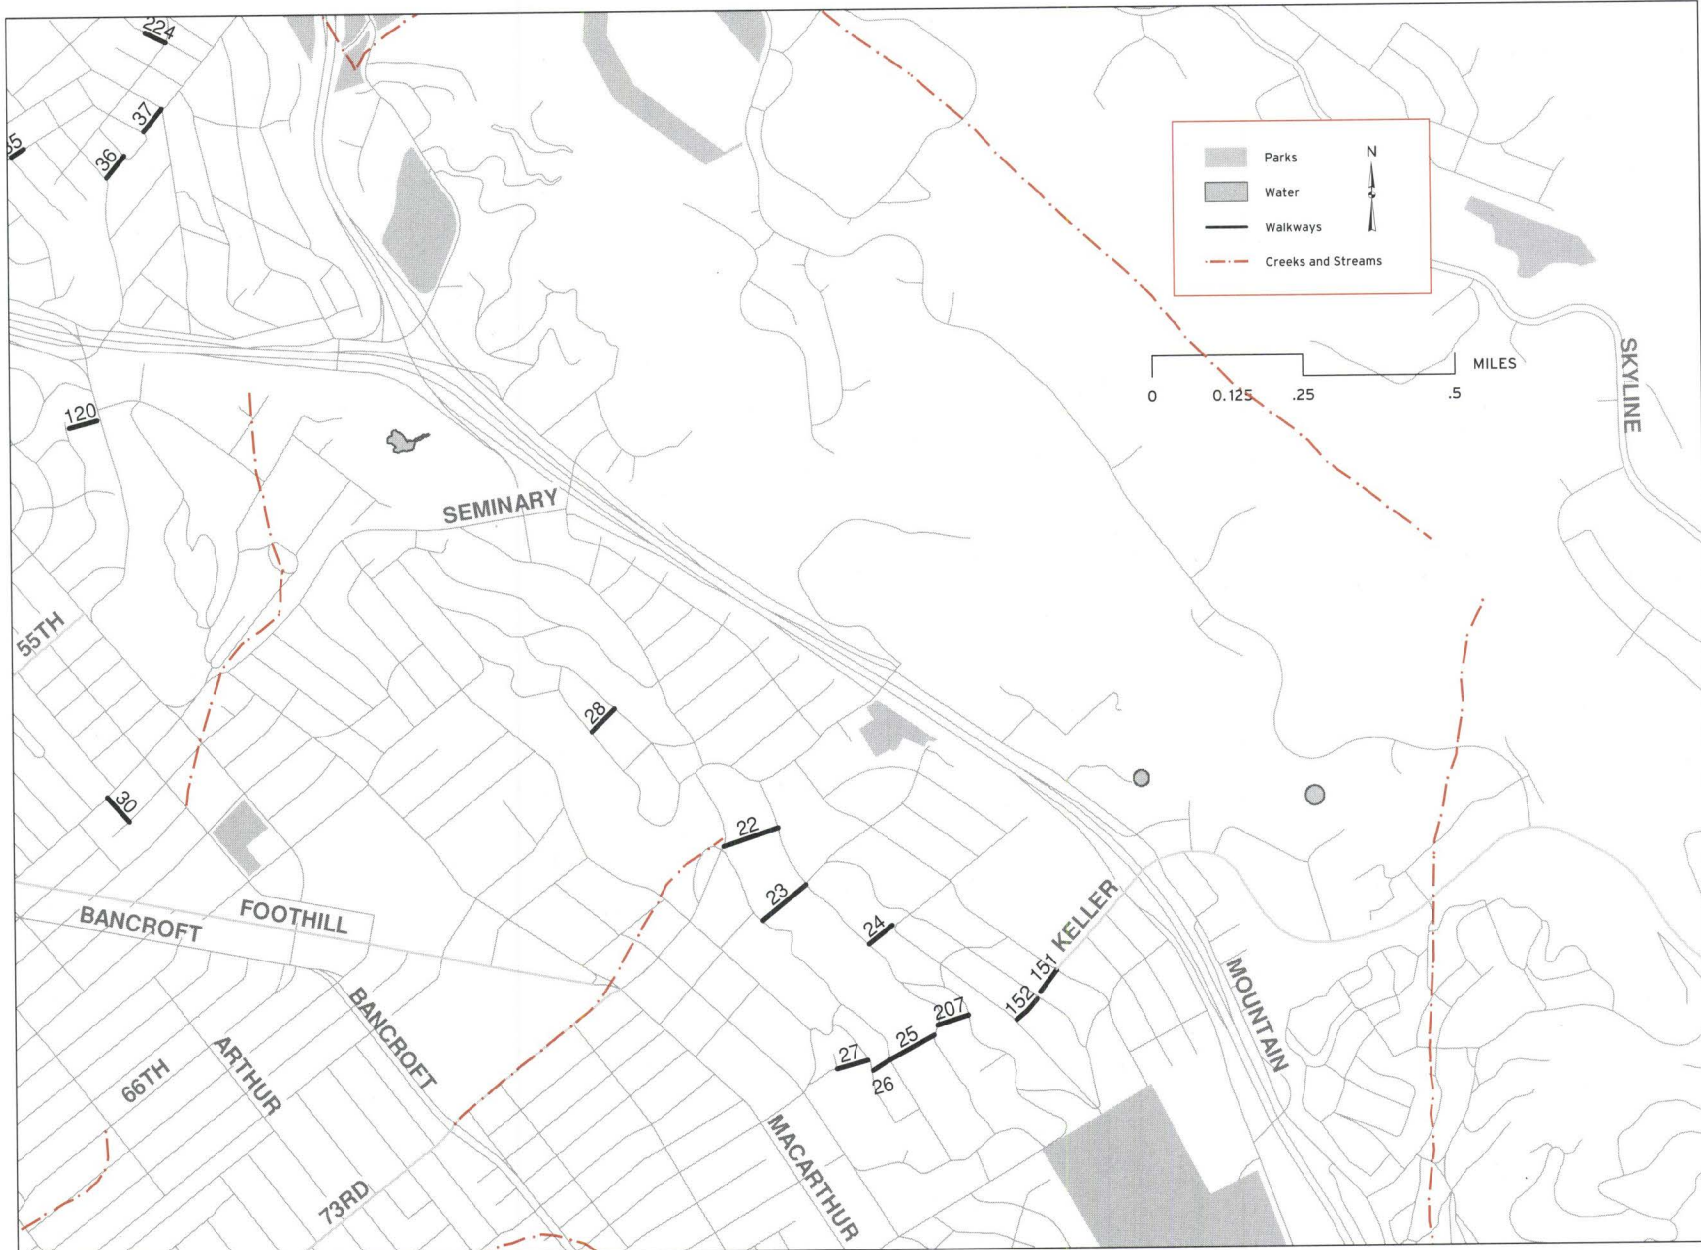 224
37
35
36
Parks
N
Water
Walkways
Creeks and Streams
MILES
0 0.125 .25 .5
SKYLINE
120
SEMINARY
55TH
28
30
22
23
24
KELLER
BANCROFT
FOOTHILL
151
152
207
25
27
26
MOUNTAIN
BANCROFT
ARTHUR
66TH
MACARTHUR
73RD